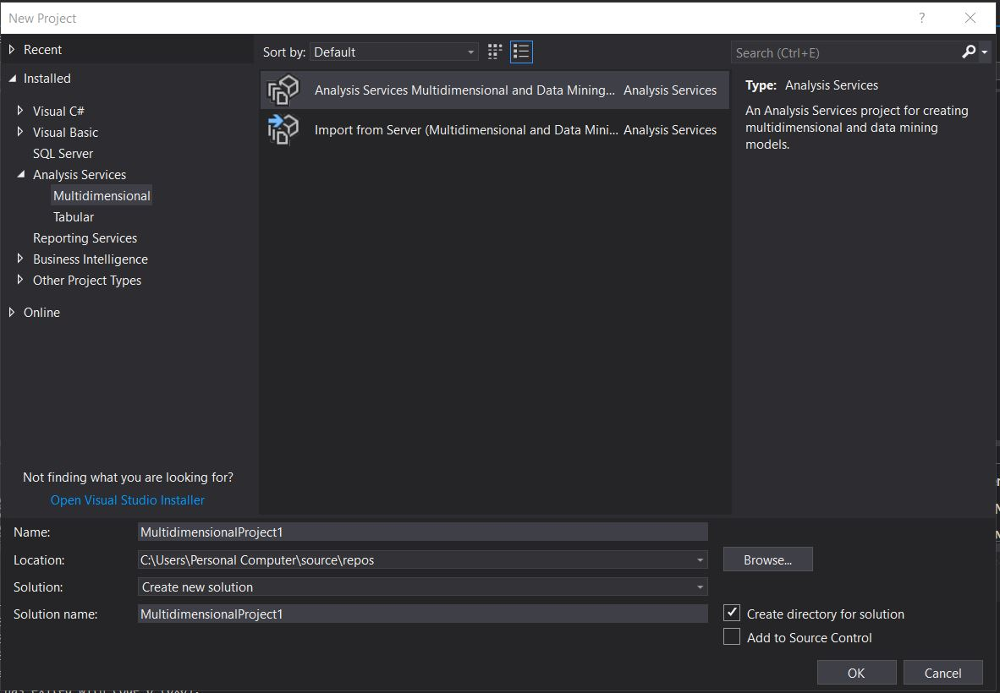 New Project
?
Recent
Installed
Visual C#
Visual Basic
SQL Server
Analysis Services
Multidimensional
Tabular
Reporting Services
Business Intelligence
Other Project Types
Online
Not finding what you are looking for?
Open Visual Studio Installer
Sort by: Default
Search (Ctrl+E)
Analysis Services Multidimensional and Data Mining... Analysis Services
Import from Server (Multidimensional and Data Mini... Analysis Services
Type: Analysis Services
An Analysis Services project for creating
multidimensional and data mining
models.
Name: MultidimensionalProject1
Location: C:\Users\Personal Computer\source\repos
Browse...
Solution: Create new solution
Solution name: MultidimensionalProject1
Create directory for solution
Add to Source Control
OK Cancel